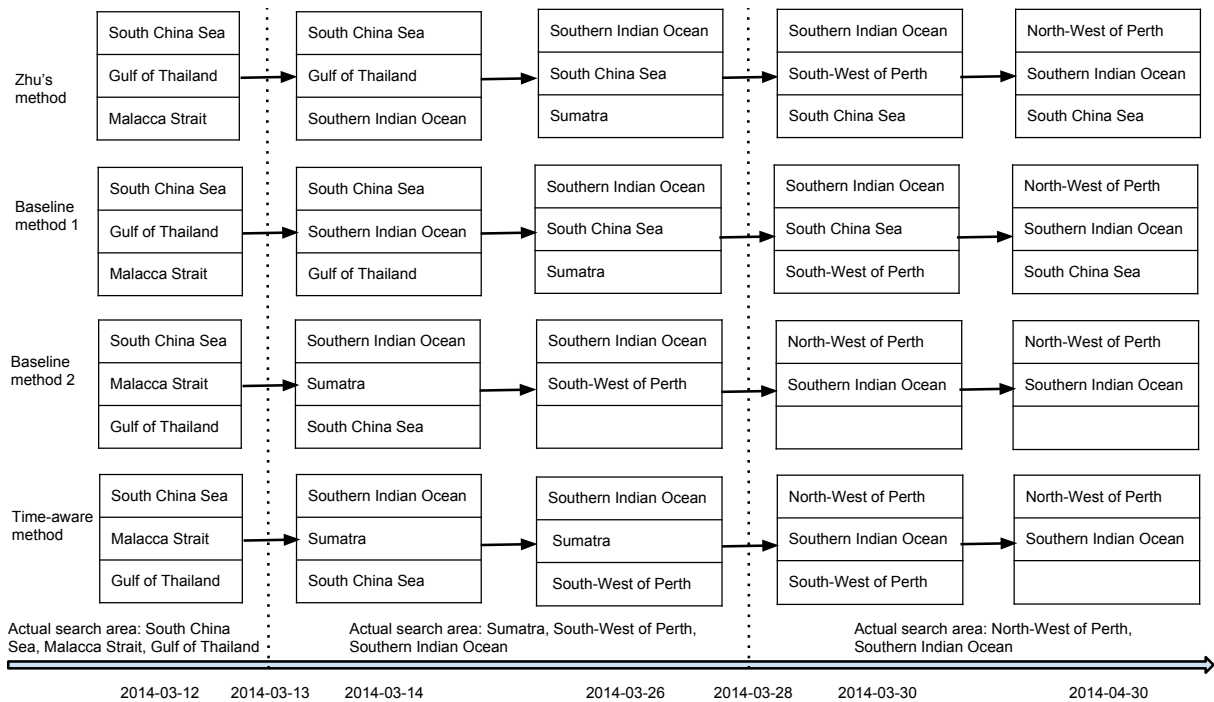 Zhu's
method
South China Sea
Gulf of Thailand
Malacca Strait
South China Sea
Gulf of Thailand
Southern Indian Ocean
Southern Indian Ocean
South China Sea
Sumatra
Southern Indian Ocean
South-West of Perth
South China Sea
North-West of Perth
Southern Indian Ocean
South China Sea
Baseline
method 1
South China Sea
Gulf of Thailand
Malacca Strait
South China Sea
Southern Indian Ocean
Gulf of Thailand
Southern Indian Ocean
South China Sea
Sumatra
Southern Indian Ocean
South China Sea
South-West of Perth
North-West of Perth
Southern Indian Ocean
South China Sea
Baseline
method 2
South China Sea
Malacca Strait
Gulf of Thailand
Southern Indian Ocean
Sumatra
South China Sea
Southern Indian Ocean
South-West of Perth
North-West of Perth
Southern Indian Ocean
North-West of Perth
Southern Indian Ocean
Time-aware
method
South China Sea
Malacca Strait
Gulf of Thailand
Southern Indian Ocean
Sumatra
South China Sea
Southern Indian Ocean
Sumatra
South-West of Perth
North-West of Perth
Southern Indian Ocean
South-West of Perth
North-West of Perth
Southern Indian Ocean
Actual search area: South China
Sea, Malacca Strait, Gulf of Thailand
Actual search area: Sumatra, South-West of Perth,
Southern Indian Ocean
Actual search area: North-West of Perth,
Southern Indian Ocean
2014-03-12
2014-03-13
2014-03-14
2014-03-26
2014-03-28
2014-03-30
2014-04-30